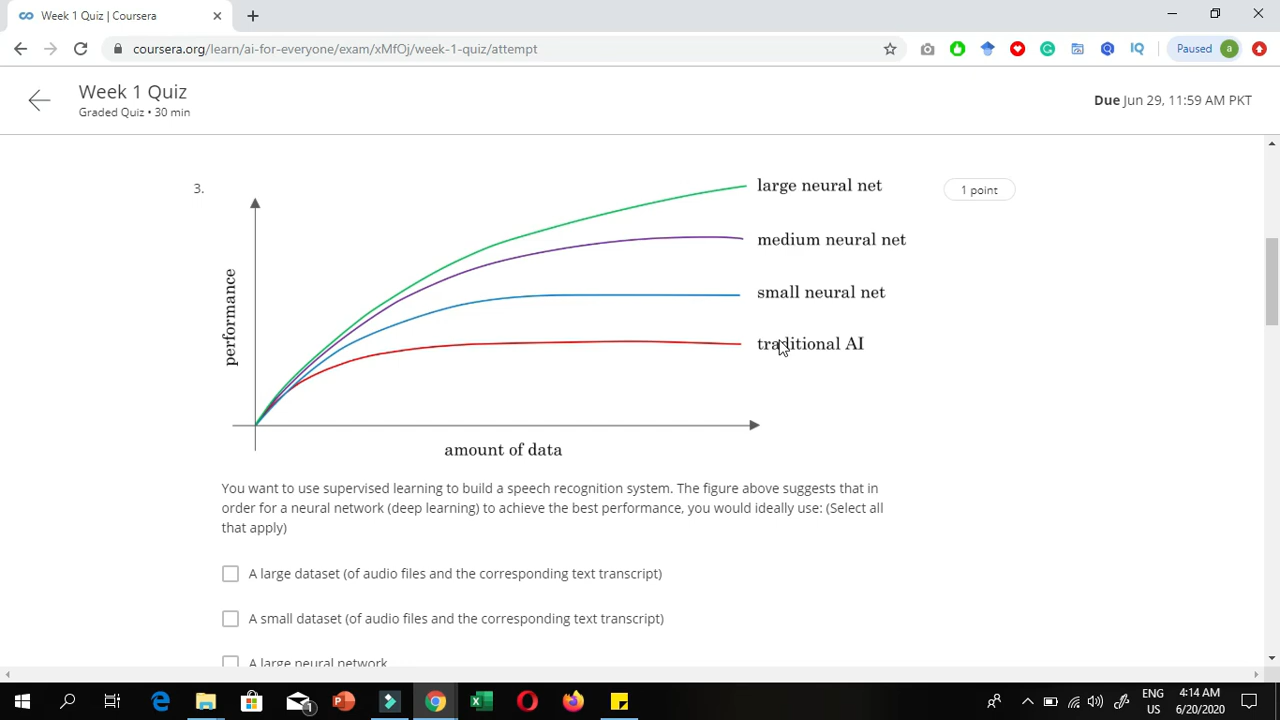 Week 1 Quiz | Coursera
coursera.org/learn/ai-for-everyone/exam/xMfOj/week-1-quiz/attempt
IQ
Paused
a
Week 1 Quiz
Graded Quiz • 30 min
Due Jun 29, 11:59 AM PKT
3.
1 point
large neural net
medium neural net
small neural net
traditional AI
performance
amount of data
You want to use supervised learning to build a speech recognition system. The figure above suggests that in
order for a neural network (deep learning) to achieve the best performance, you would ideally use: (Select all
that apply)
A large dataset (of audio files and the corresponding text transcript)
A small dataset (of audio files and the corresponding text transcript)
A large neural network
1
ENG
US
4:14 AM
6/20/2020